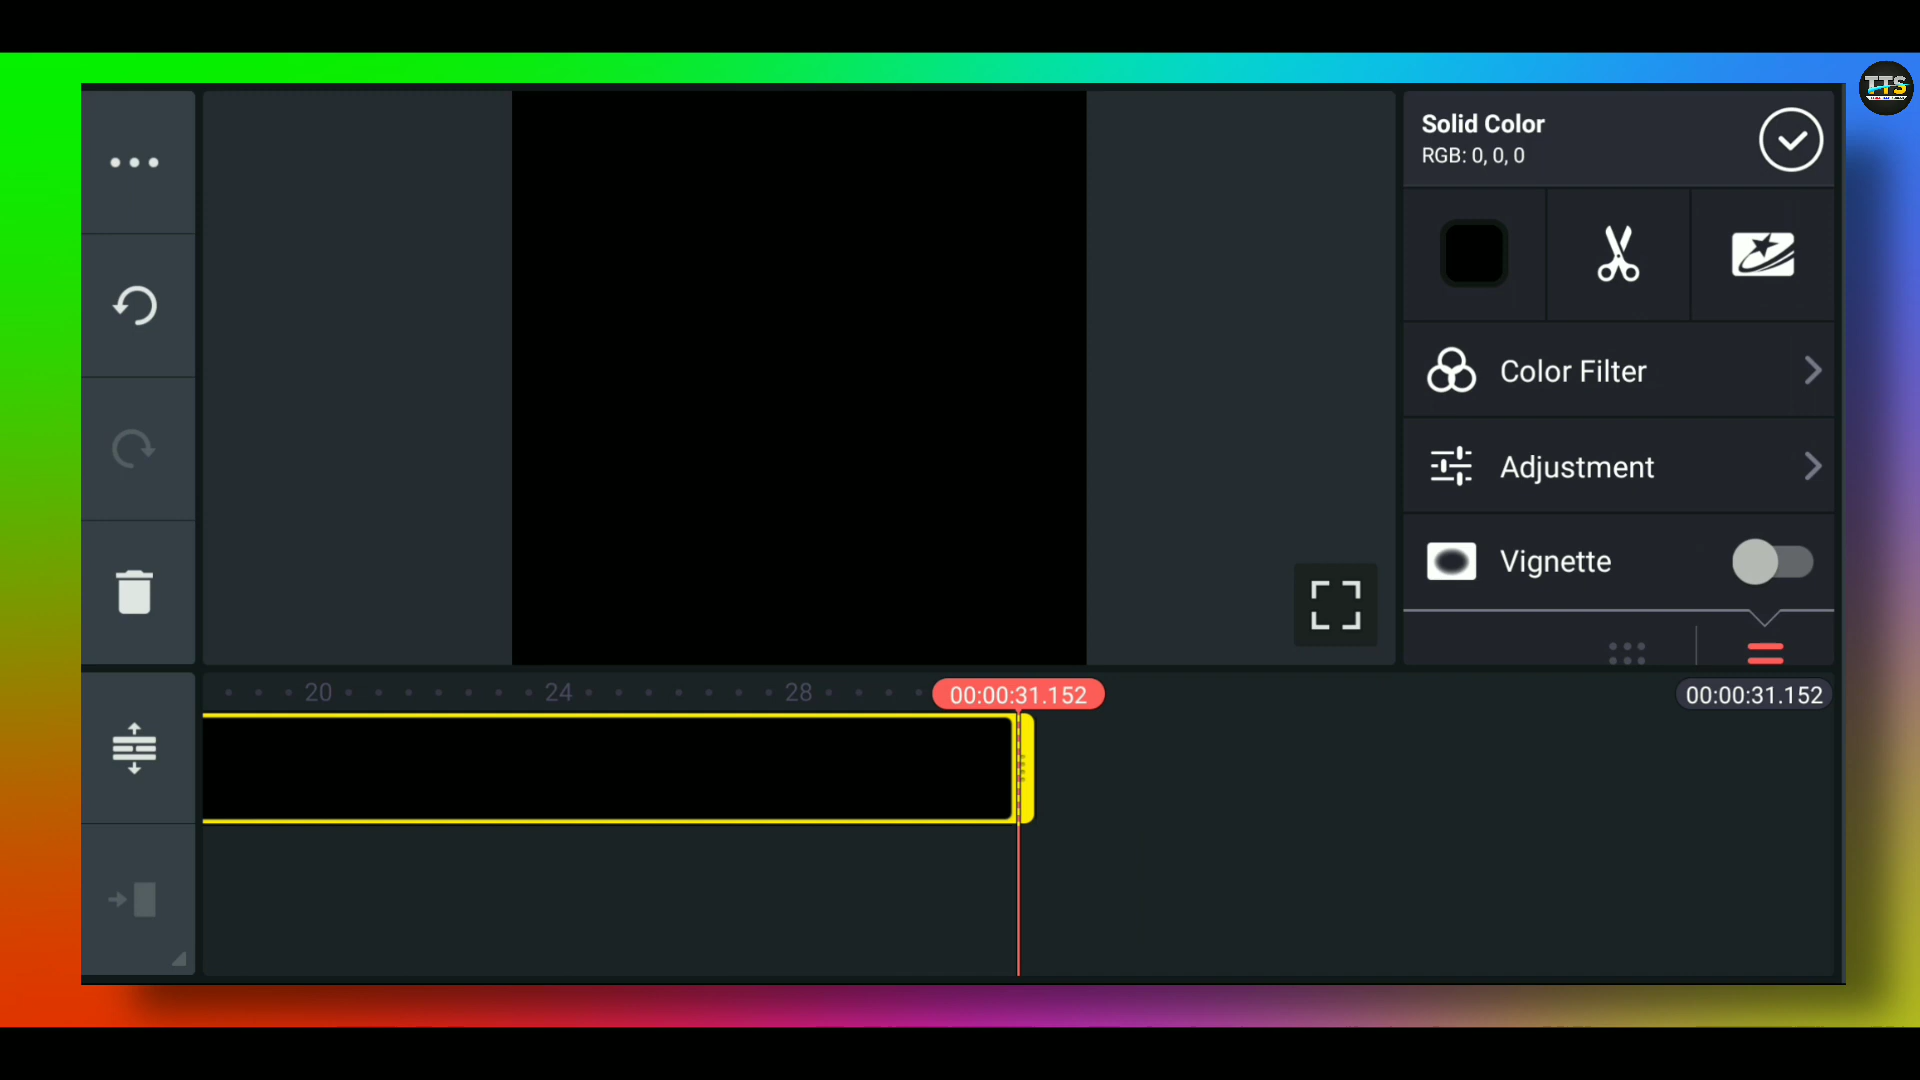 TTS
Solid Color
RGB: 0, 0, 0
Color Filter
Adjustment
Vignette
20 24 28 00:00:31.152 00:00:31.152